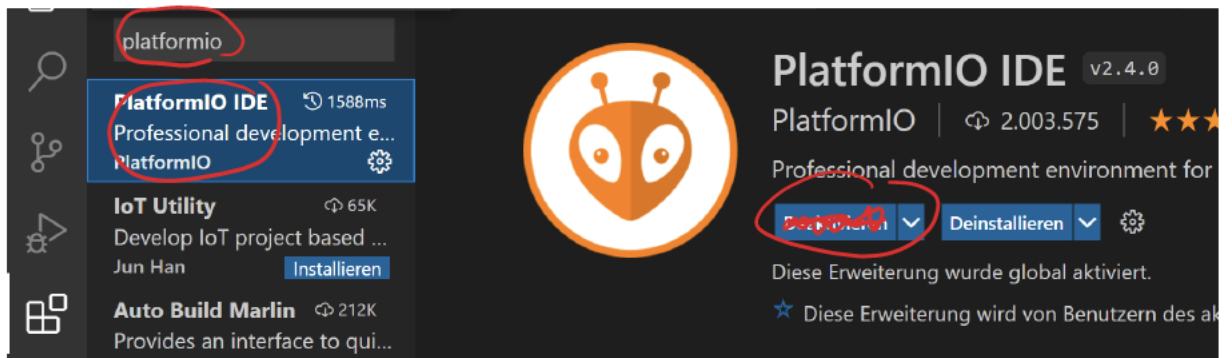 platformio
PlatformIO IDE 1588ms
Professional development e...
PlatformIO
IoT Utility 65K
Develop IoT project based ...
Jun Han Installieren
Auto Build Marlin 212K
Provides an interface to qui...
PlatformIO IDE v2.4.0
PlatformIO 2.003.575
Professional development environment for
Deinstallieren
Diese Erweiterung wurde global aktiviert.
Diese Erweiterung wird von Benutzern des ak